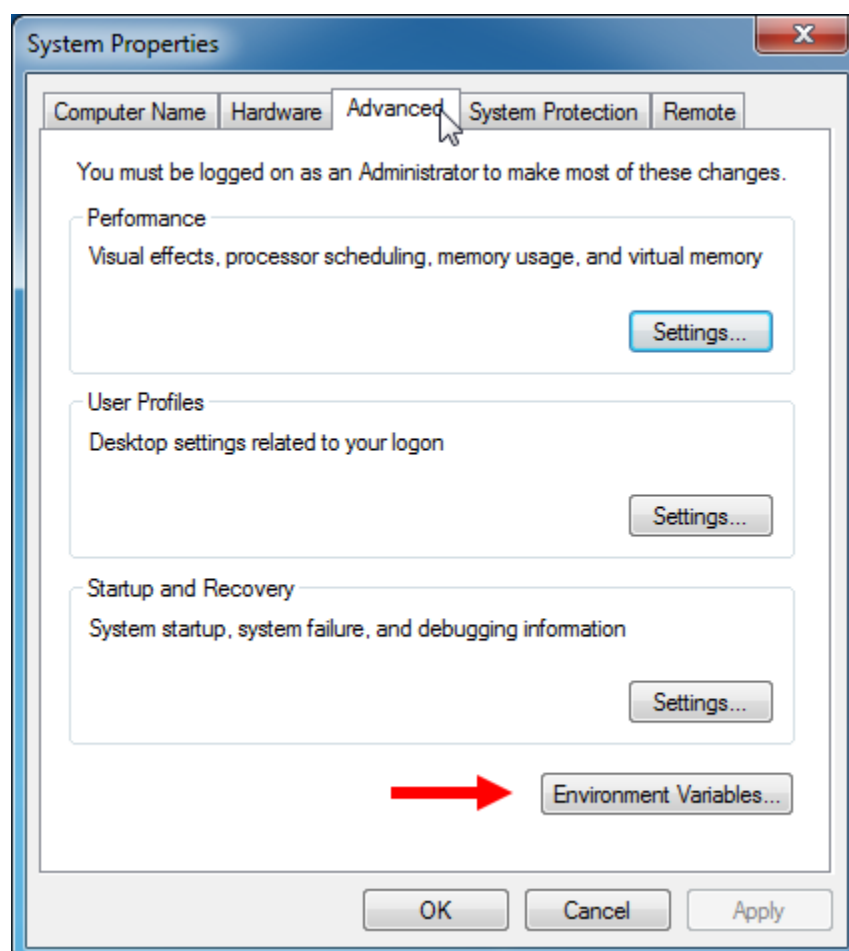 System Properties
Computer Name Hardware Advanced System Protection Remote
You must be logged on as an Administrator to make most of these changes.
Performance
Visual effects, processor scheduling, memory usage, and virtual memory
Settings...
User Profiles
Desktop settings related to your logon
Settings...
Startup and Recovery
System startup, system failure, and debugging information
Settings...
Environment Variables...
OK Cancel Apply